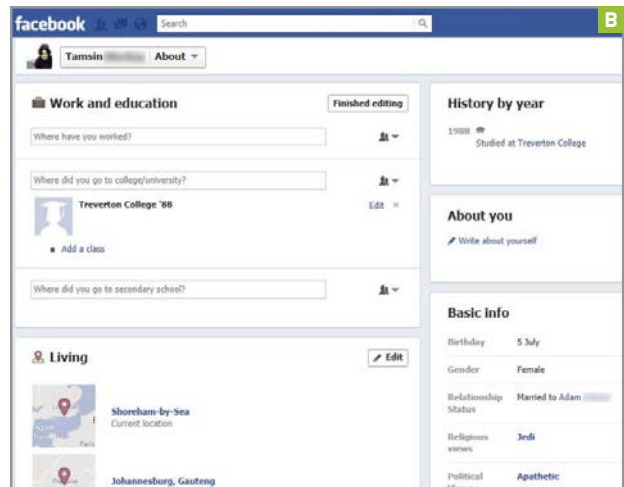 facebook Search B
Tamsin About
Work and education Finished editing
Where have you worked?
Where did you go to college/university?
Treverton College '88 Edit ×
Add a class
Where did you go to secondary school?
Living Edit
Shoreham-by-Sea
Current location
Johannesburg, Gauteng
History by year
1988
Studied at Treverton College
About you
Write about yourself
Basic info
Birthday 5 July
Gender Female
Relationship Married to Adam
Status
Religious Jedi
views
Political Apathetic